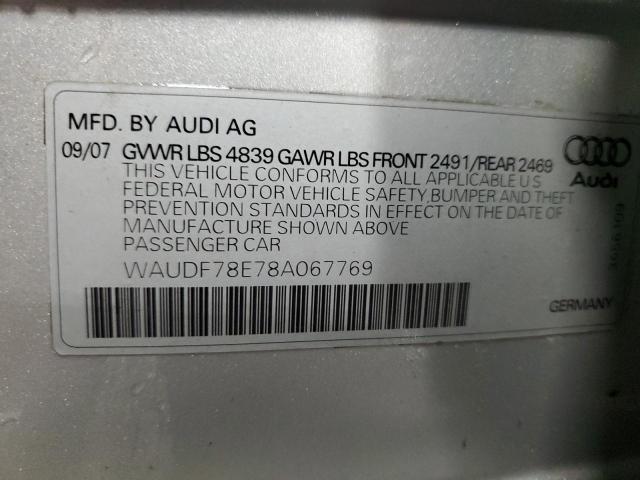 MFD. BY AUDI AG
09/07 GVWR LBS 4839 GAWR LBS FRONT 2491/REAR 2469
THIS VEHICLE CONFORMS TO ALL APPLICABLE U S
FEDERAL MOTOR VEHICLE SAFETY,BUMPER AND THEFT
PREVENTION STANDARDS IN EFFECT ON THE DATE OF
MANUFACTURE SHOWN ABOVE
PASSENGER CAR
WAUDF78E78A067769
Audi
GERMANY